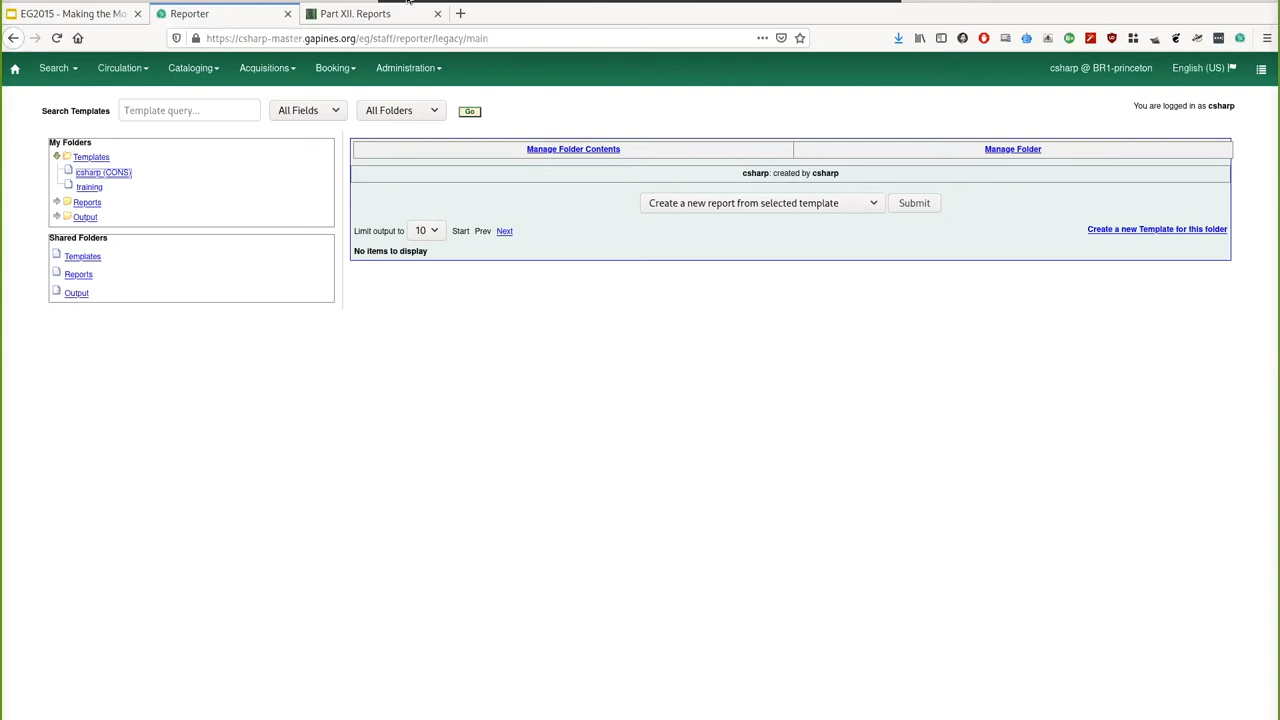 EG2015 - Making the Mo
Reporter
Part XII. Reports
https://csharp-master.gapines.org/eg/staff/reporter/legacy/main
Search
Circulation
Cataloging
Acquisitions
Booking
Administration
csharp @ BR1-princeton
English (US)
Search Templates
Template query...
All Fields
All Folders
Go
You are logged in as csharp
My Folders
Templates
csharp (CONS)
training
Reports
Output
Shared Folders
Templates
Reports
Output
Manage Folder Contents
Manage Folder
csharp: created by csharp
Create a new report from selected template
Submit
Limit output to 10 Start Prev Next
Create a new Template for this folder
No items to display